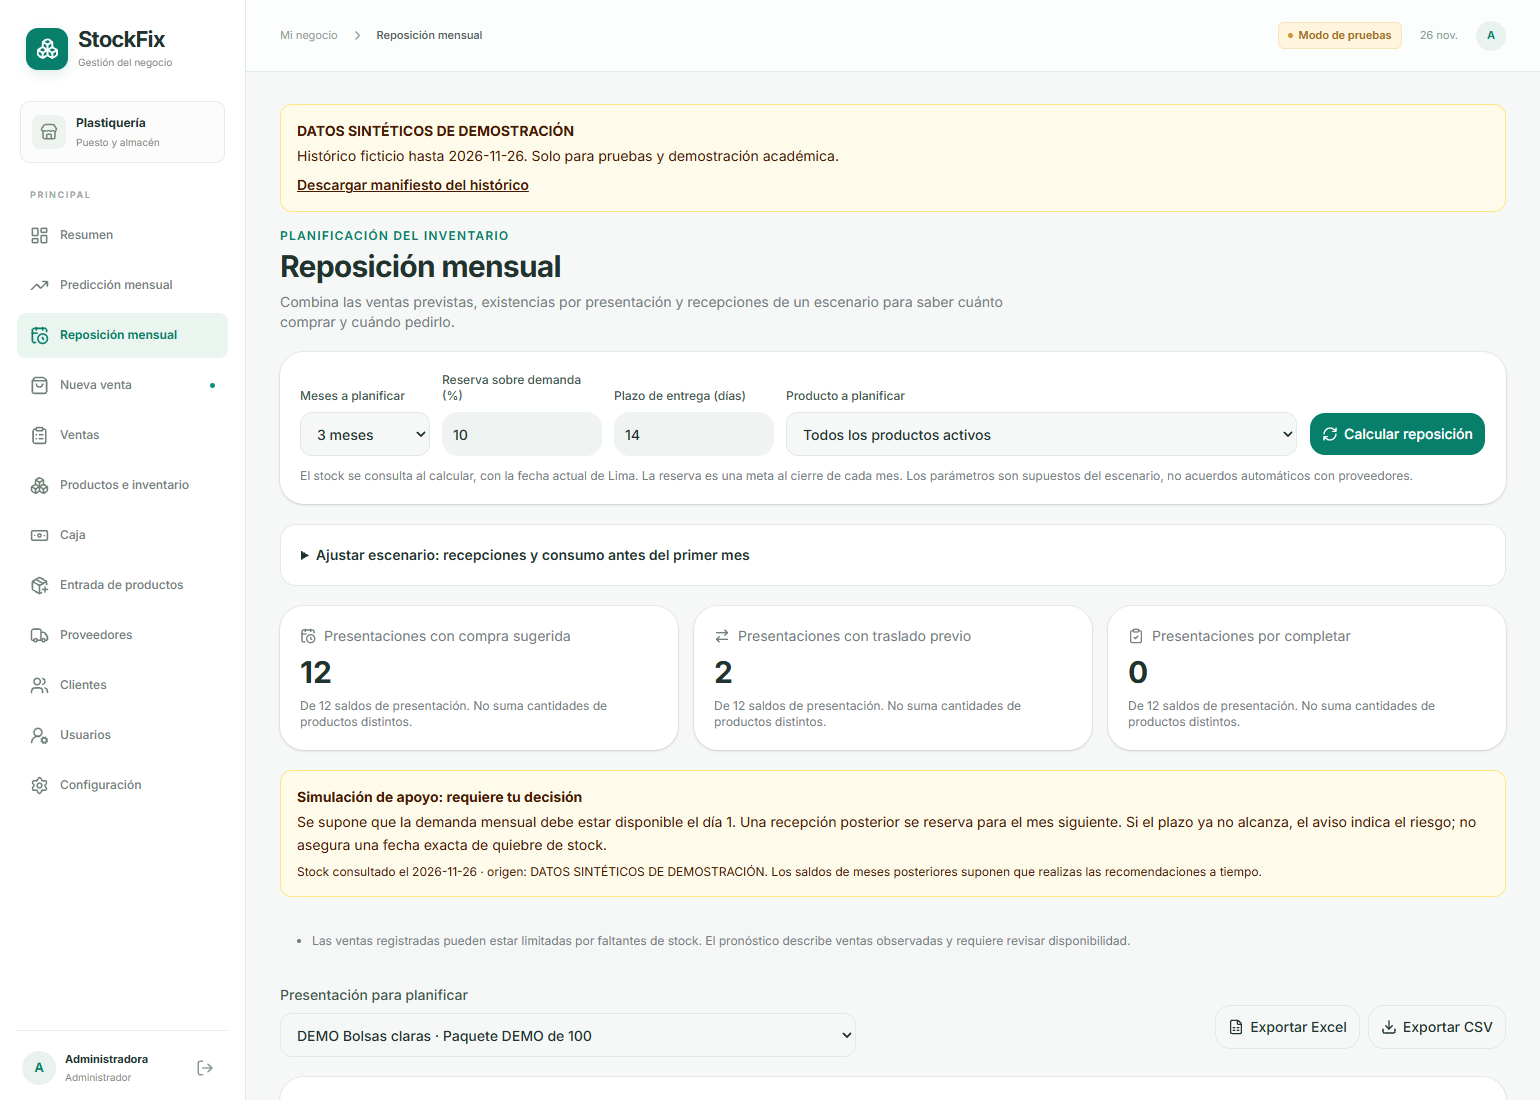 StockFix
Gestión del negocio
Plastiquería
Puesto y almacén
PRINCIPAL
Resumen
Predicción mensual
Reposición mensual
Nueva venta
Ventas
Productos e inventario
Caja
Entrada de productos
Proveedores
Clientes
Usuarios
Configuración
A
Administradora
Administrador
Mi negocio > Reposición mensual
Modo de pruebas
26 nov.
A
DATOS SINTÉTICOS DE DEMOSTRACIÓN
Histórico ficticio hasta 2026-11-26. Solo para pruebas y demostración académica.
Descargar manifiesto del histórico
PLANIFICACIÓN DEL INVENTARIO
Reposición mensual
Combina las ventas previstas, existencias por presentación y recepciones de un escenario para saber cuánto
comprar y cuándo pedirlo.
Meses a planificar
3 meses
Reserva sobre demanda
(%)
10
Plazo de entrega (días)
14
Producto a planificar
Todos los productos activos
Calcular reposición
El stock se consulta al calcular, con la fecha actual de Lima. La reserva es una meta al cierre de cada mes. Los parámetros son supuestos del escenario, no acuerdos automáticos con proveedores.
Ajustar escenario: recepciones y consumo antes del primer mes
Presentaciones con compra sugerida
12
De 12 saldos de presentación. No suma cantidades de
productos distintos.
Presentaciones con traslado previo
2
De 12 saldos de presentación. No suma cantidades de
productos distintos.
Presentaciones por completar
0
De 12 saldos de presentación. No suma cantidades de
productos distintos.
Simulación de apoyo: requiere tu decisión
Se supone que la demanda mensual debe estar disponible el día 1. Una recepción posterior se reserva para el mes siguiente. Si el plazo ya no alcanza, el aviso indica el riesgo; no
asegura una fecha exacta de quiebre de stock.
Stock consultado el 2026-11-26 · origen: DATOS SINTÉTICOS DE DEMOSTRACIÓN. Los saldos de meses posteriores suponen que realizas las recomendaciones a tiempo.
• Las ventas registradas pueden estar limitadas por faltantes de stock. El pronóstico describe ventas observadas y requiere revisar disponibilidad.
Presentación para planificar
DEMO Bolsas claras · Paquete DEMO de 100
Exportar Excel
Exportar CSV